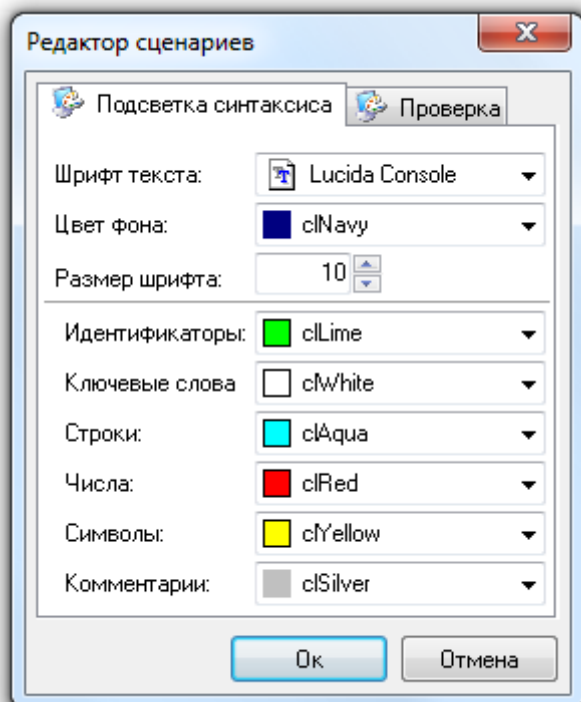 Редактор сценариев
Подсветка синтаксиса Проверка
Шрифт текста: Lucida Console
Цвет фона: clNavy
Размер шрифта: 10
Идентификаторы: clLime
Ключевые слова clWhite
Строки: clAqua
Числа: clRed
Символы: clYellow
Комментарии: clSilver
Ок Отмена